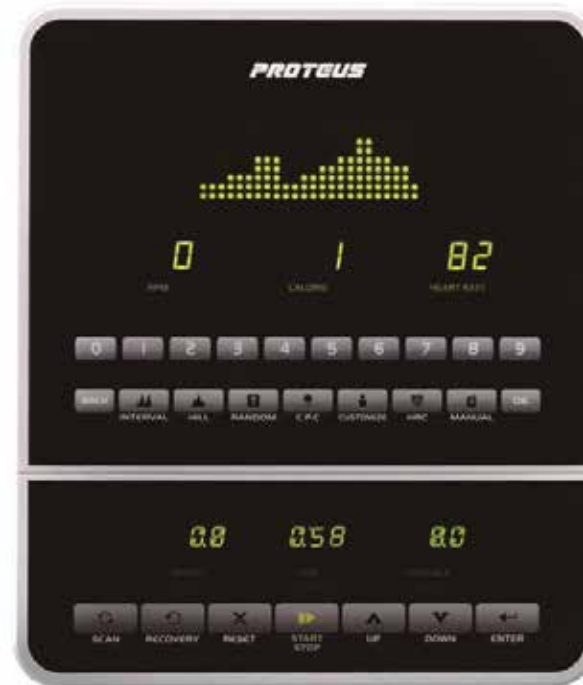 PROTEUS
0 1 82
RPM CALORIE HEART RATE
0 1 2 3 4 5 6 7 8 9
BACK INTERVAL HILL RANDOM C.P.C CUSTOMIZE HRC MANUAL OK
0.0 0:58 0.0
SCAN RECOVERY RESET START STOP UP DOWN ENTER